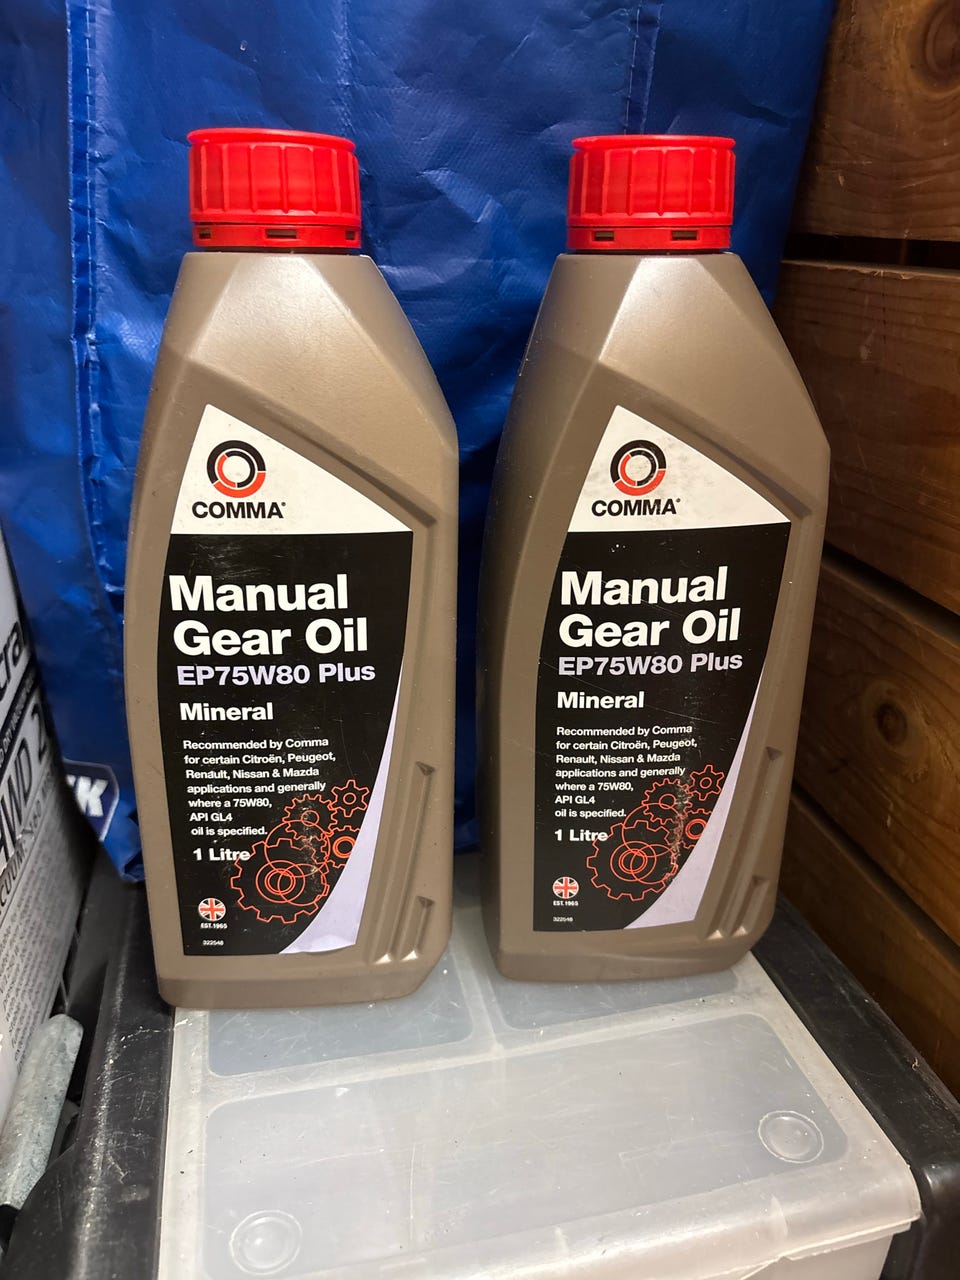 COMMA®
Manual
Gear Oil
EP75W80 Plus
Mineral
Recommended by Comma
for certain Citroën, Peugeot,
Renault, Nissan & Mazda
applications and generally
where a 75W80,
API GL4
oil is specified.
1 Litre
EST.1965
322548
COMMA®
Manual
Gear Oil
EP75W80 Plus
Mineral
Recommended by Comma
for certain Citroën, Peugeot,
Renault, Nissan & Mazda
applications and generally
where a 75W80,
API GL4
oil is specified.
1 Litre
EST.1965
322548